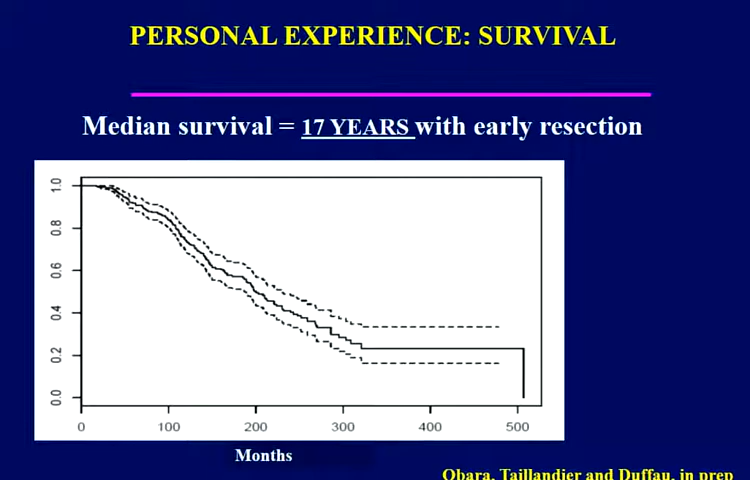 PERSONAL EXPERIENCE: SURVIVAL
Median survival = 17 YEARS with early resection
1.0
0.8
0.6
0.4
0.2
0.0
0 100 200 300 400 500
Months
Obara, Taillandier and Duffau, in prep